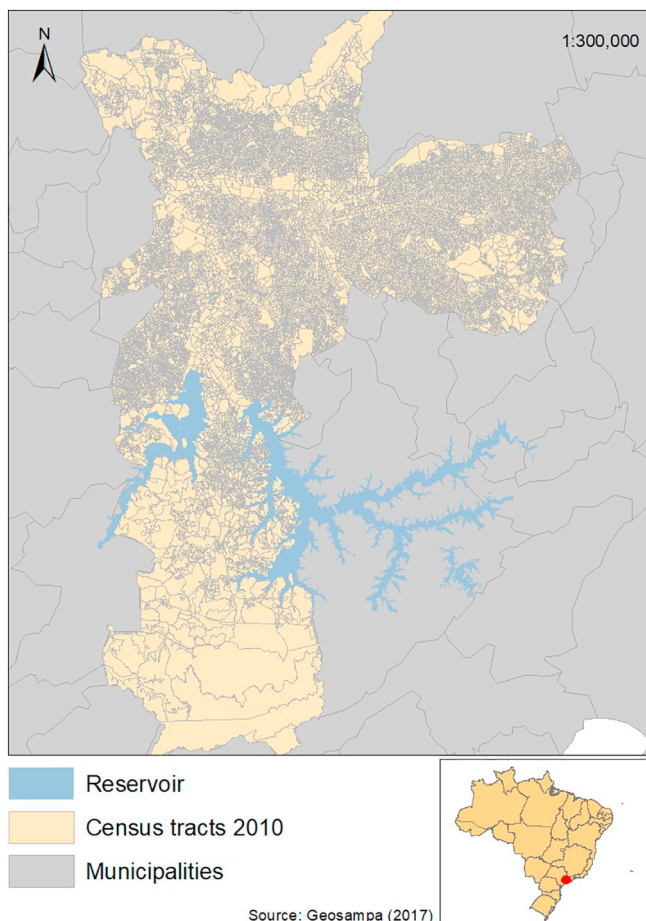 N
1:300,000
Reservoir
Census tracts 2010
Municipalities
Source: Geosampa (2017)